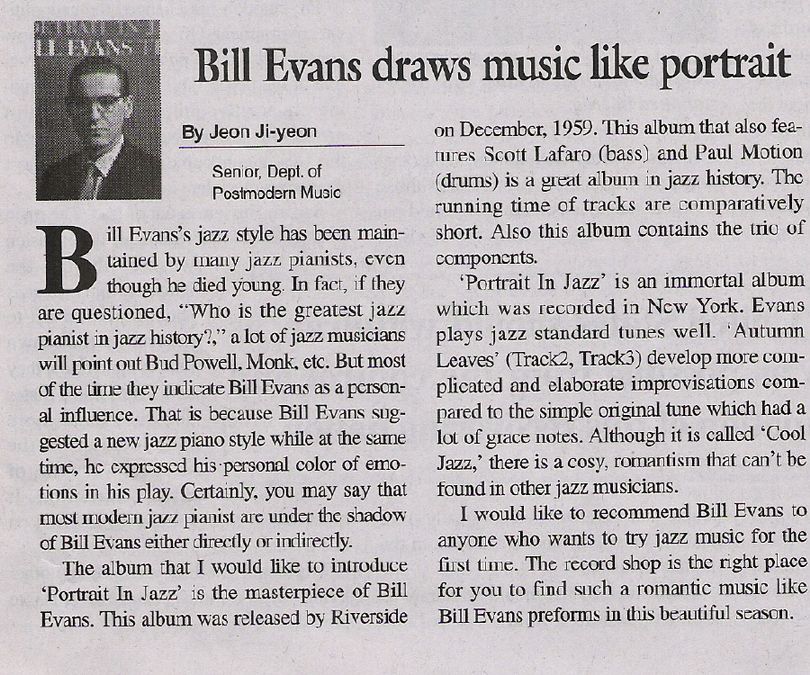 LL EVANS
Bill Evans draws music like portrait
By Jeon Ji-yeon
Senior, Dept. of
Postmodern Music
Bill Evans's jazz style has been main-
tained by many jazz pianists, even
though he died young. In fact, if they
are questioned, "Who is the greatest jazz
pianist in jazz history?," a lot of jazz musicians
will point out Bud Powell, Monk, etc. But most
of the time they indicate Bill Evans as a person-
al influence. That is because Bill Evans sug-
gested a new jazz piano style while at the same
time, he expressed his personal color of emo-
tions in his play. Certainly, you may say that
most modern jazz pianist are under the shadow
of Bill Evans either directly or indirectly.
The album that I would like to introduce
'Portrait In Jazz' is the masterpiece of Bill
Evans. This album was released by Riverside
on December, 1959. This album that also fea-
tures Scott Lafaro (bass) and Paul Motion
(drums) is a great album in jazz history. The
running time of tracks are comparatively
short. Also this album contains the trio of
components.
'Portrait In Jazz' is an immortal album
which was recorded in New York. Evans
plays jazz standard tunes well. 'Autumn
Leaves' (Track2, Track3) develop more com-
plicated and elaborate improvisations com-
pared to the simple original tune which had a
lot of grace notes. Although it is called 'Cool
Jazz,' there is a cosy, romantism that can't be
found in other jazz musicians.
I would like to recommend Bill Evans to
anyone who wants to try jazz music for the
first time. The record shop is the right place
for you to find such a romantic music like
Bill Evans preforms in this beautiful season.